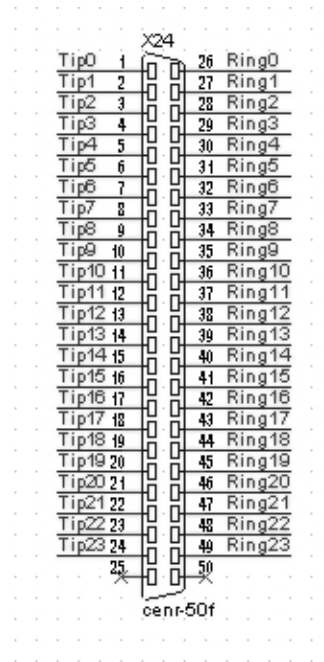 X24
Tip0 1 26 Ring0
Tip1 2 27 Ring1
Tip2 3 28 Ring2
Tip3 4 29 Ring3
Tip4 5 30 Ring4
Tip5 6 31 Ring5
Tip6 7 32 Ring6
Tip7 8 33 Ring7
Tip8 9 34 Ring8
Tip9 10 35 Ring9
Tip10 11 36 Ring10
Tip11 12 37 Ring11
Tip12 13 38 Ring12
Tip13 14 39 Ring13
Tip14 15 40 Ring14
Tip15 16 41 Ring15
Tip16 17 42 Ring16
Tip17 18 43 Ring17
Tip18 19 44 Ring18
Tip19 20 45 Ring19
Tip20 21 46 Ring20
Tip21 22 47 Ring21
Tip22 23 48 Ring22
Tip23 24 49 Ring23
25 50
cenr-50f